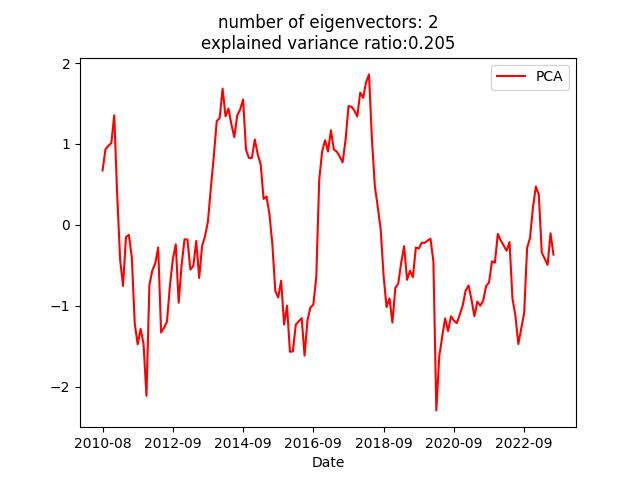 number of eigenvectors: 2
explained variance ratio:0.205
PCA
2
1
0
−1
−2
2010-08 2012-09 2014-09 2016-09 2018-09 2020-09 2022-09
Date